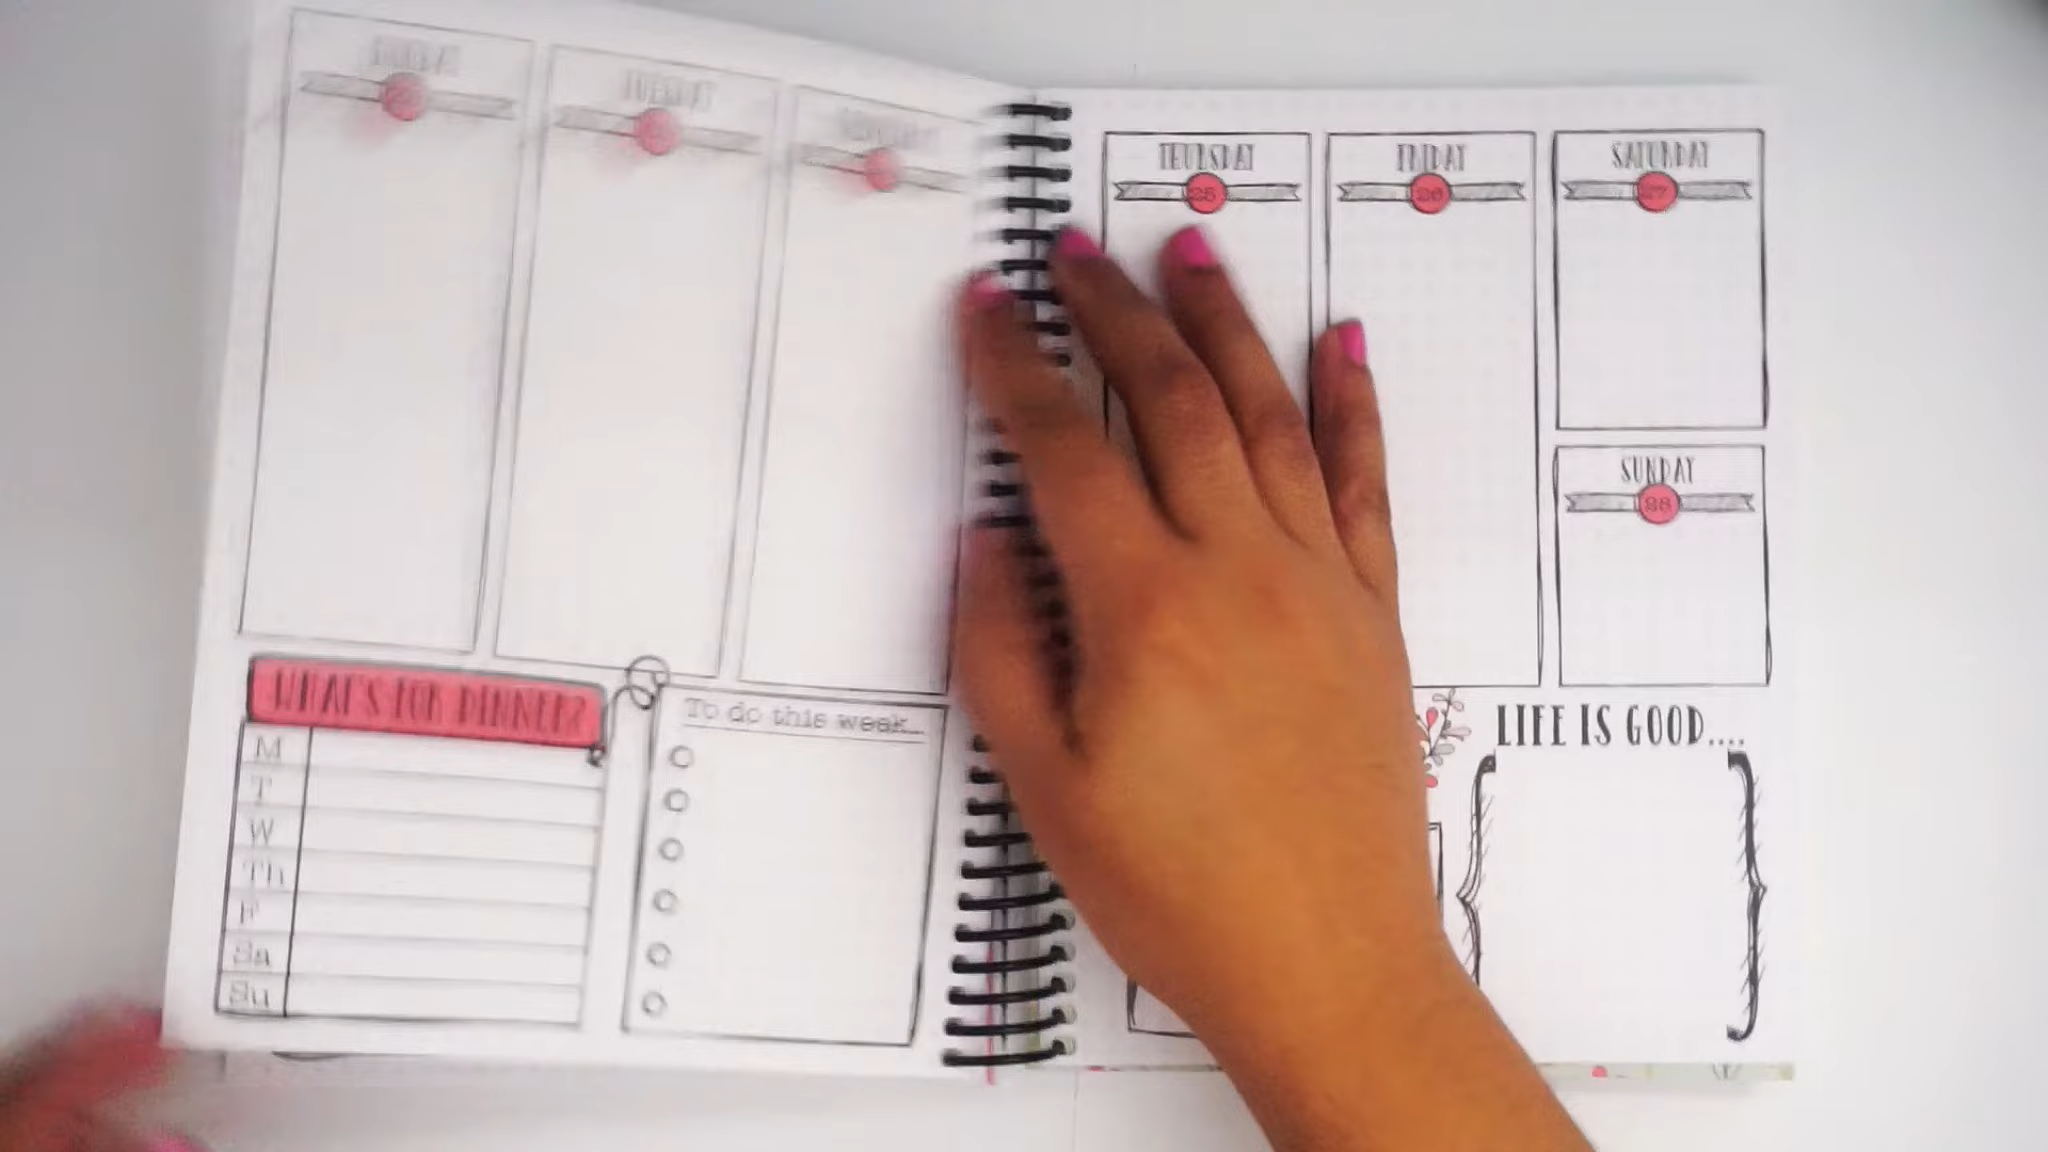 TUESDAY
WHAT'S FOR DINNER?
M
T
W
Th
F
Sa
Su
To do this week...
THURSDAY
25
FRIDAY
26
SATURDAY
27
SUNDAY
28
LIFE IS GOOD....